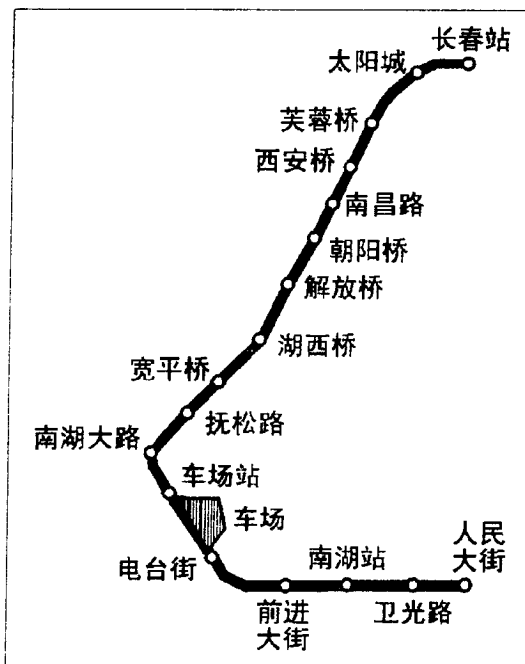 长春站
太阳城
芙蓉桥
西安桥
南昌路
朝阳桥
解放桥
湖西桥
宽平桥
抚松路
南湖大路
车场站
车场
电台街
南湖站
人民
大街
前进
大街
卫光路